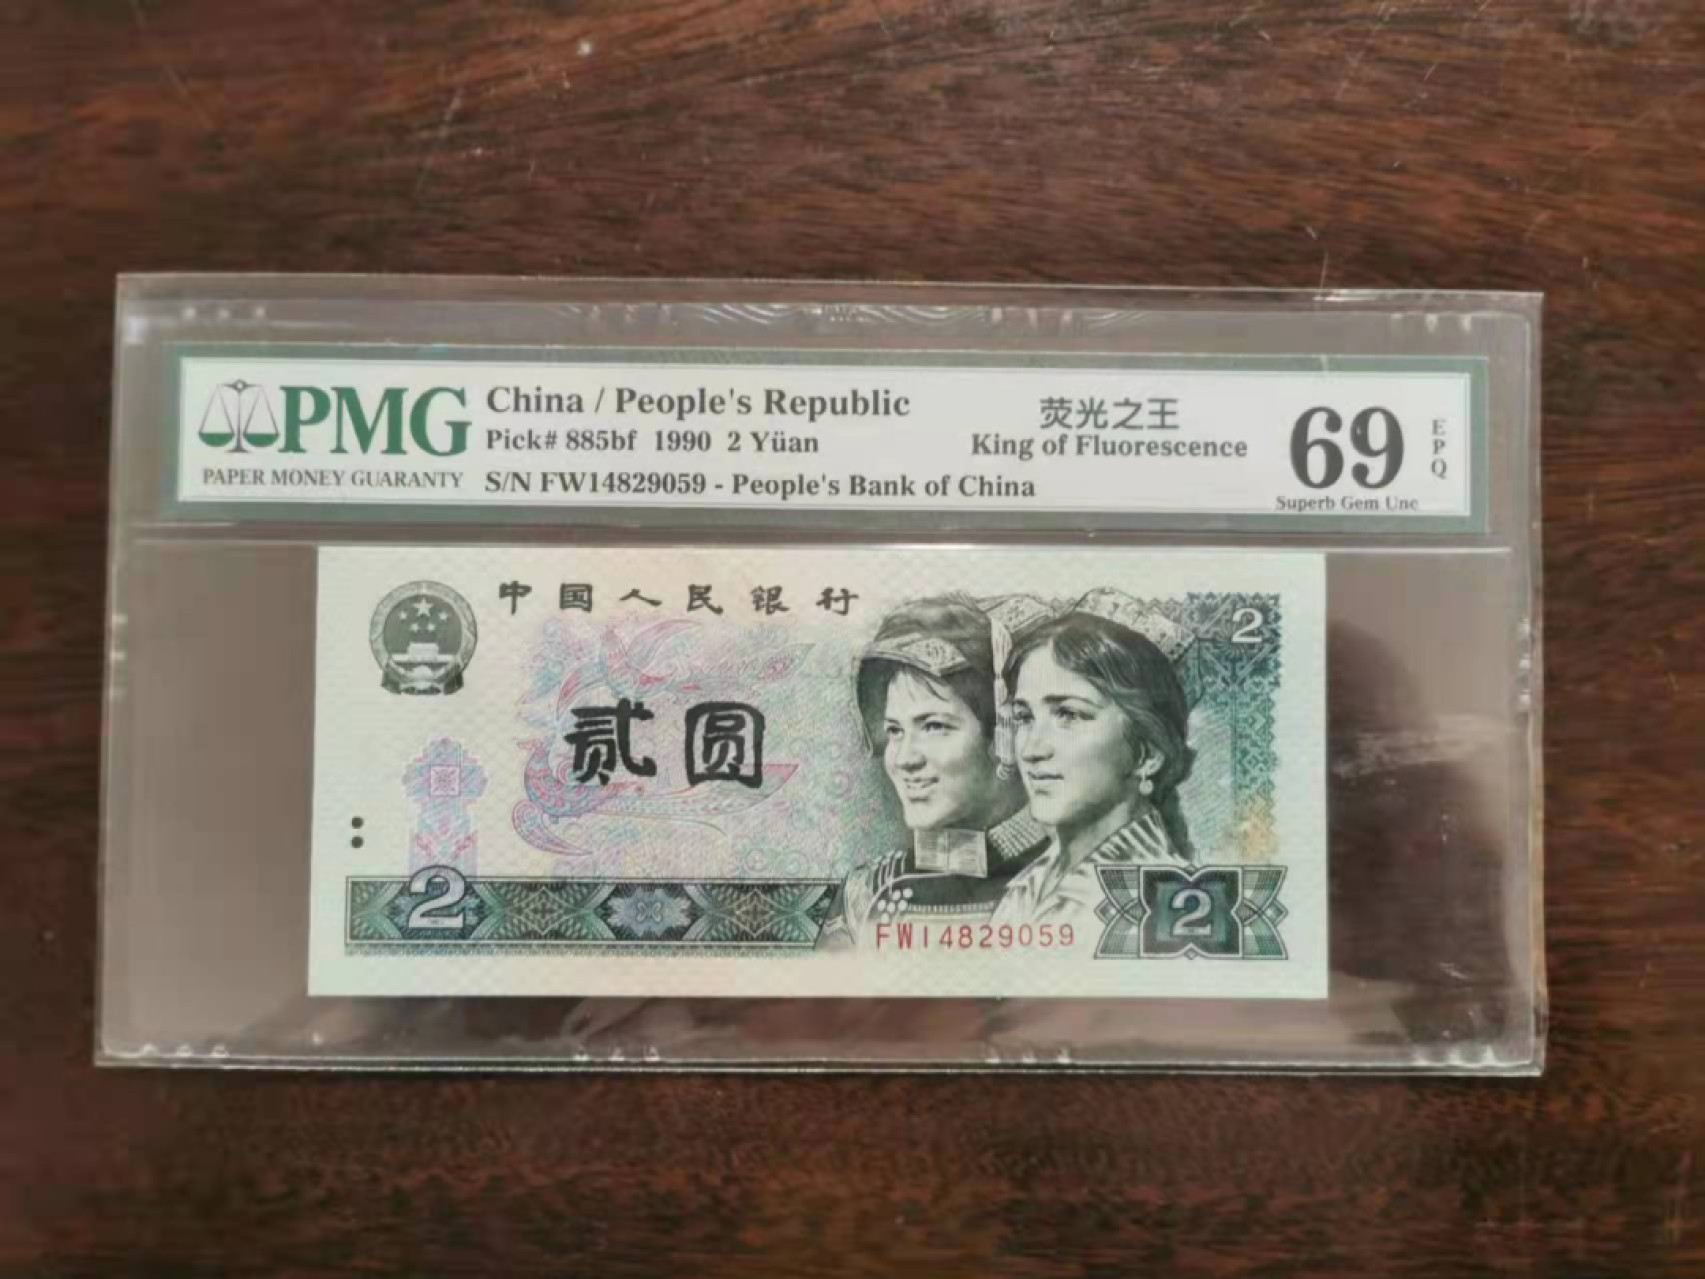 PMG
PAPER MONEY GUARANTY
China / People's Republic
Pick# 885bf 1990 2 Yüan
S/N FW14829059 - People's Bank of China
荧光之王
King of Fluorescence
69
EPQ
Superb Gem Unc
中国人民银行
2
贰圆
2
2
FW14829059